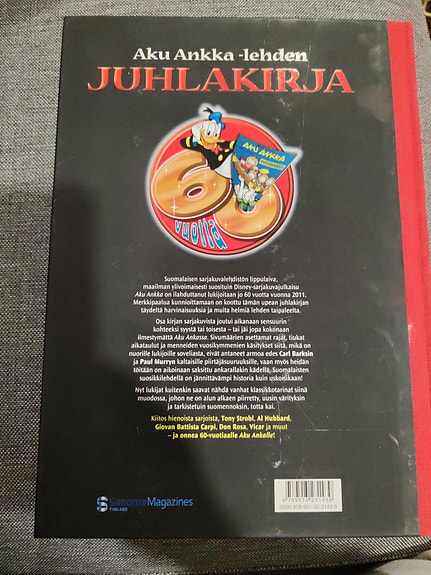 Aku Ankka -lehden
JUHLAKIRJA
AKU ANKKA
60
vuotta
Suomalaisen sarjakuvalehdistön lippulaiva,
maailman ylivoimaisesti suosituin Disney-sarjakuvajulkaisu
Aku Ankka on ilahduttanut lukijoitaan jo 60 vuotta vuonna 2011.
Merkkipaalua kunnioittamaan on koottu tämän upean juhlakirjan
täydeltä harvinaisuuksia ja muita helmiä lehden taipaleelta.
Osa kirjan sarjakuvista joutui aikanaan sensuurin
kohteeksi syystä tai toisesta – tai jäi jopa kokonaan
ilmestymättä Aku Ankassa. Sivumäärien asettamat rajat, tiukat
aikataulut ja menneiden vuosikymmenten käsitykset siitä, mikä on
nuorille lukijoille soveliasta, eivät antaneet armoa edes Carl Barksin
ja Paul Murryn kaltaisille piirtäjäsuuruuksille, vaan myös heidän
töitään on aikoinaan saksittu ankarallakin kädellä. Suomalaisten
suosikkilehdellä on jännittävämpi historia kuin uskoisikaan!
Nyt lukijat kuitenkin saavat nähdä vanhat klassikkotarinat siinä
muodossa, johon ne on alun alkaen piirretty, uusin värityksin
ja tarkistetuin suomennoksin, totta kai.
Kiitos hienoista sarjoista, Tony Strobl, Al Hubbard,
Giovan Battista Carpi, Don Rosa, Vicar ja muut
– ja onnea 60-vuotiaalle Aku Ankalle!
SanomaMagazines
FINLAND